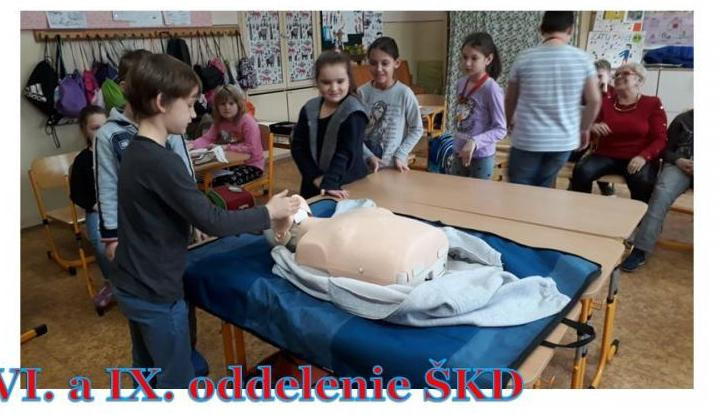 VI. a IX. oddelenie ŠKD